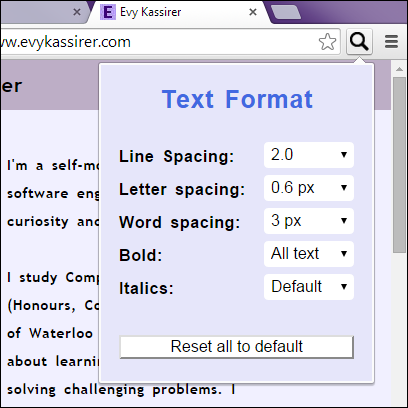 E Evy Kassirer
w.evykassirer.com
er
Text Format
Line Spacing: 2.0
Letter spacing: 0.6 px
Word spacing: 3 px
Bold: All text
Italics: Default
Reset all to default
I'm a self-mo
software eng
curiosity and
I study Comp
(Honours, Co
of Waterloo
about learnin
solving challenging problems. I